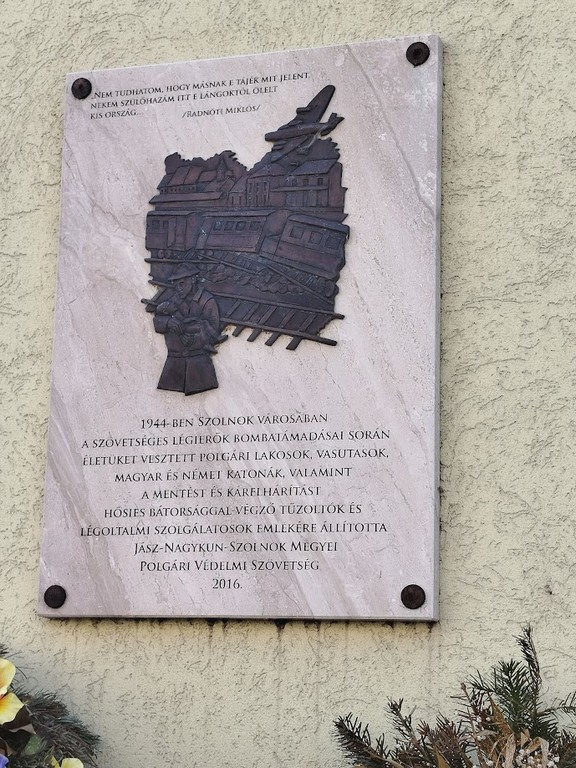 „Nem tudhatom, hogy másnak e tájék mit jelent,
nekem szülőhazám itt e lángoktól ölelt
kis ország... /Radnóti Miklós/
1944-ben Szolnok városában
a szövetséges légierők bombatámadásai során
életüket vesztett polgári lakosok, vasutasok,
magyar és német katonák, valamint
a mentést és kárelhárítást
hősies bátorsággal végző tűzoltók és
légoltalmi szolgálatosok emlékére állította
Jász-Nagykun-Szolnok Megyei
Polgári Védelmi Szövetség
2016.